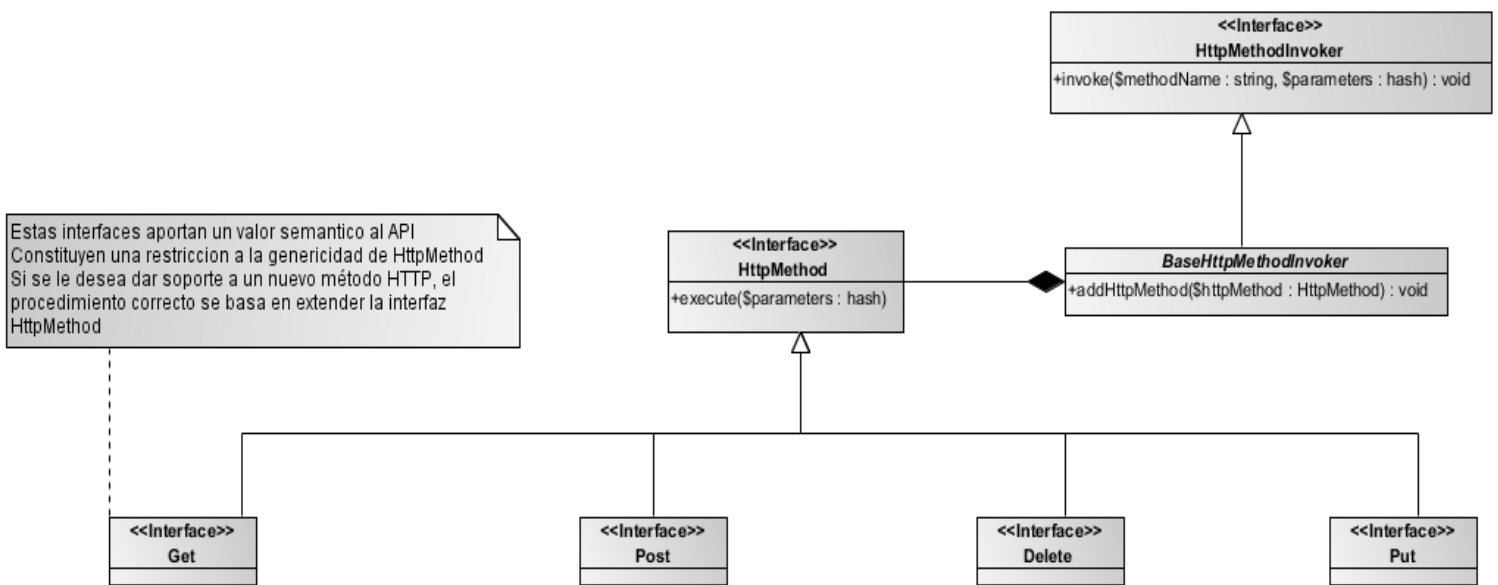 <<Interface>>
HttpMethodInvoker
+invoke($methodName : string, $parameters : hash) : void
Estas interfaces aportan un valor semantico al API
Constituyen una restriccion a la genericidad de HttpMethod
Si se le desea dar soporte a un nuevo método HTTP, el
procedimiento correcto se basa en extender la interfaz
HttpMethod
<<Interface>>
HttpMethod
+execute($parameters : hash)
BaseHttpMethodInvoker
+addHttpMethod($httpMethod : HttpMethod) : void
<<Interface>>
Get
<<Interface>>
Post
<<Interface>>
Delete
<<Interface>>
Put